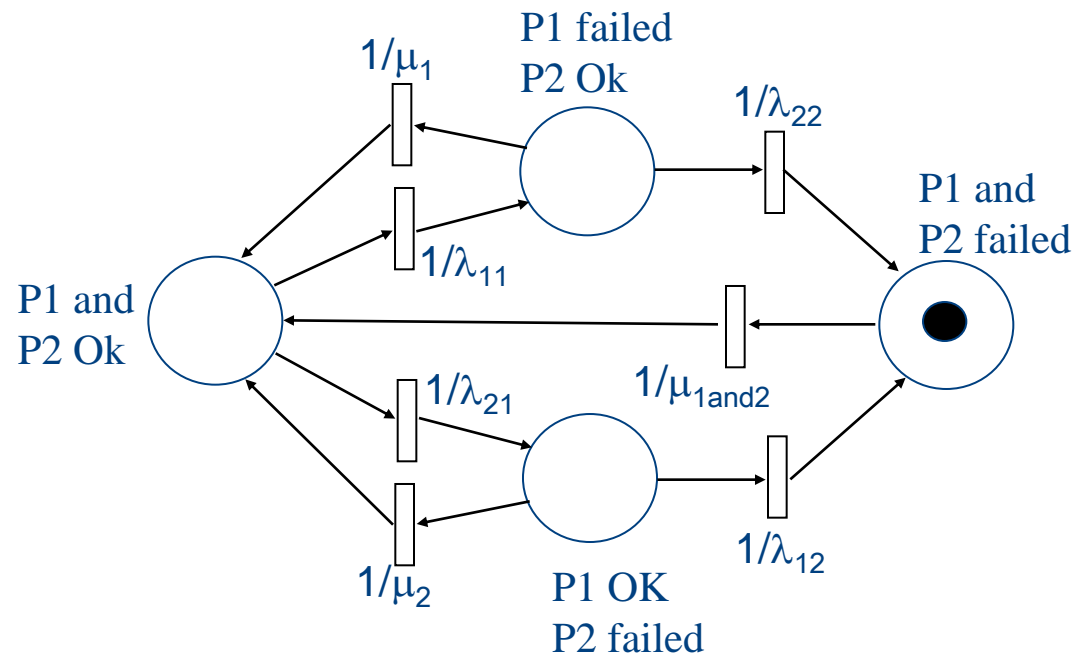 P1 failed
P2 Ok
1/μ₁
1/λ₂₂
P1 and
P2 failed
1/λ₁₁
P1 and
P2 Ok
1/μ₁and₂
1/λ₂₁
1/λ₁₂
1/μ₂
P1 OK
P2 failed